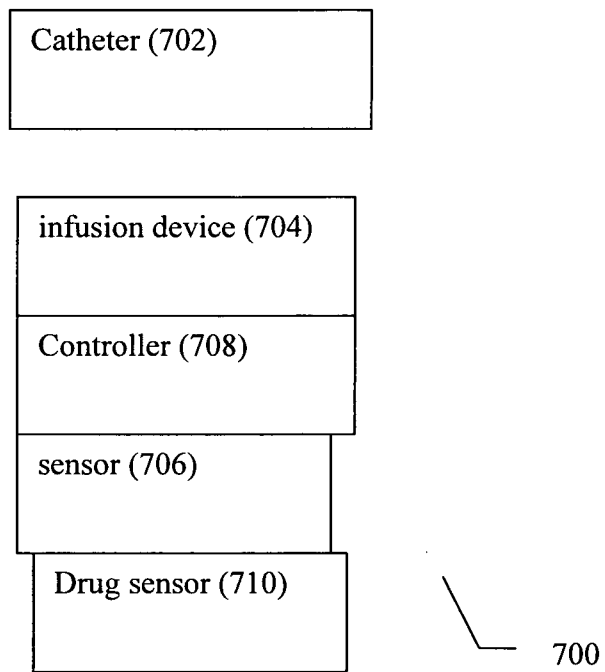 Catheter (702)
infusion device (704)
Controller (708)
sensor (706)
Drug sensor (710)
700